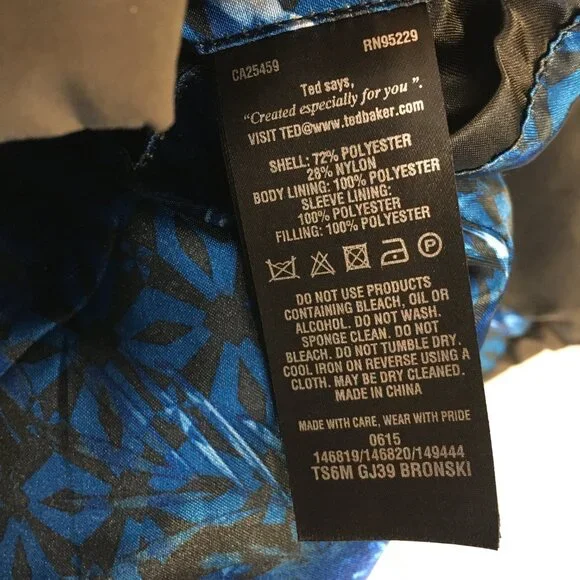 CA25459 RN95229
Ted says,
"Created especially for you".
VISIT TED@www.tedbaker.com
SHELL: 72% POLYESTER
28% NYLON
BODY LINING: 100% POLYESTER
SLEEVE LINING:
100% POLYESTER
FILLING: 100% POLYESTER
P
DO NOT USE PRODUCTS
CONTAINING BLEACH, OIL OR
ALCOHOL. DO NOT WASH.
SPONGE CLEAN. DO NOT
BLEACH. DO NOT TUMBLE DRY.
COOL IRON ON REVERSE USING A
CLOTH. MAY BE DRY CLEANED.
MADE IN CHINA
MADE WITH CARE, WEAR WITH PRIDE
0615
146819/146820/149444
TS6M GJ39 BRONSKI